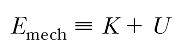 E_mech ≡ K + U